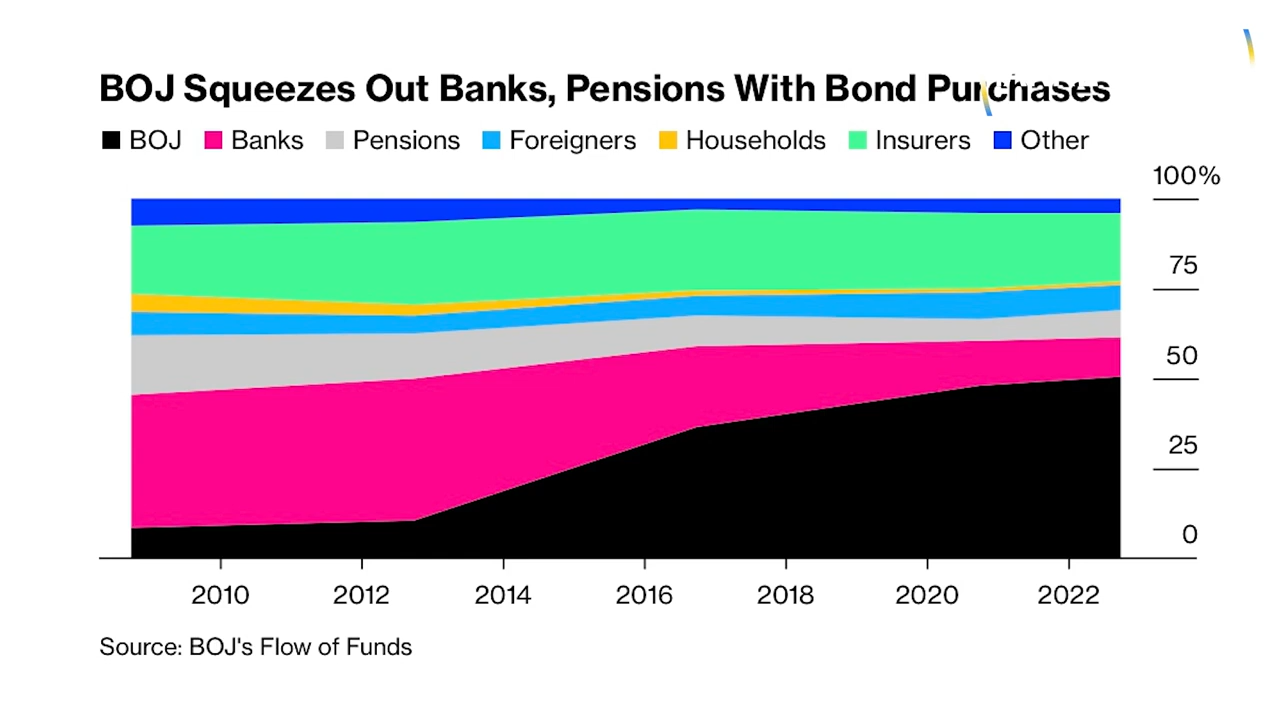 BOJ Squeezes Out Banks, Pensions With Bond Purchases
BOJ Banks Pensions Foreigners Households Insurers Other
100%
75
50
25
0
2010 2012 2014 2016 2018 2020 2022
Source: BOJ's Flow of Funds